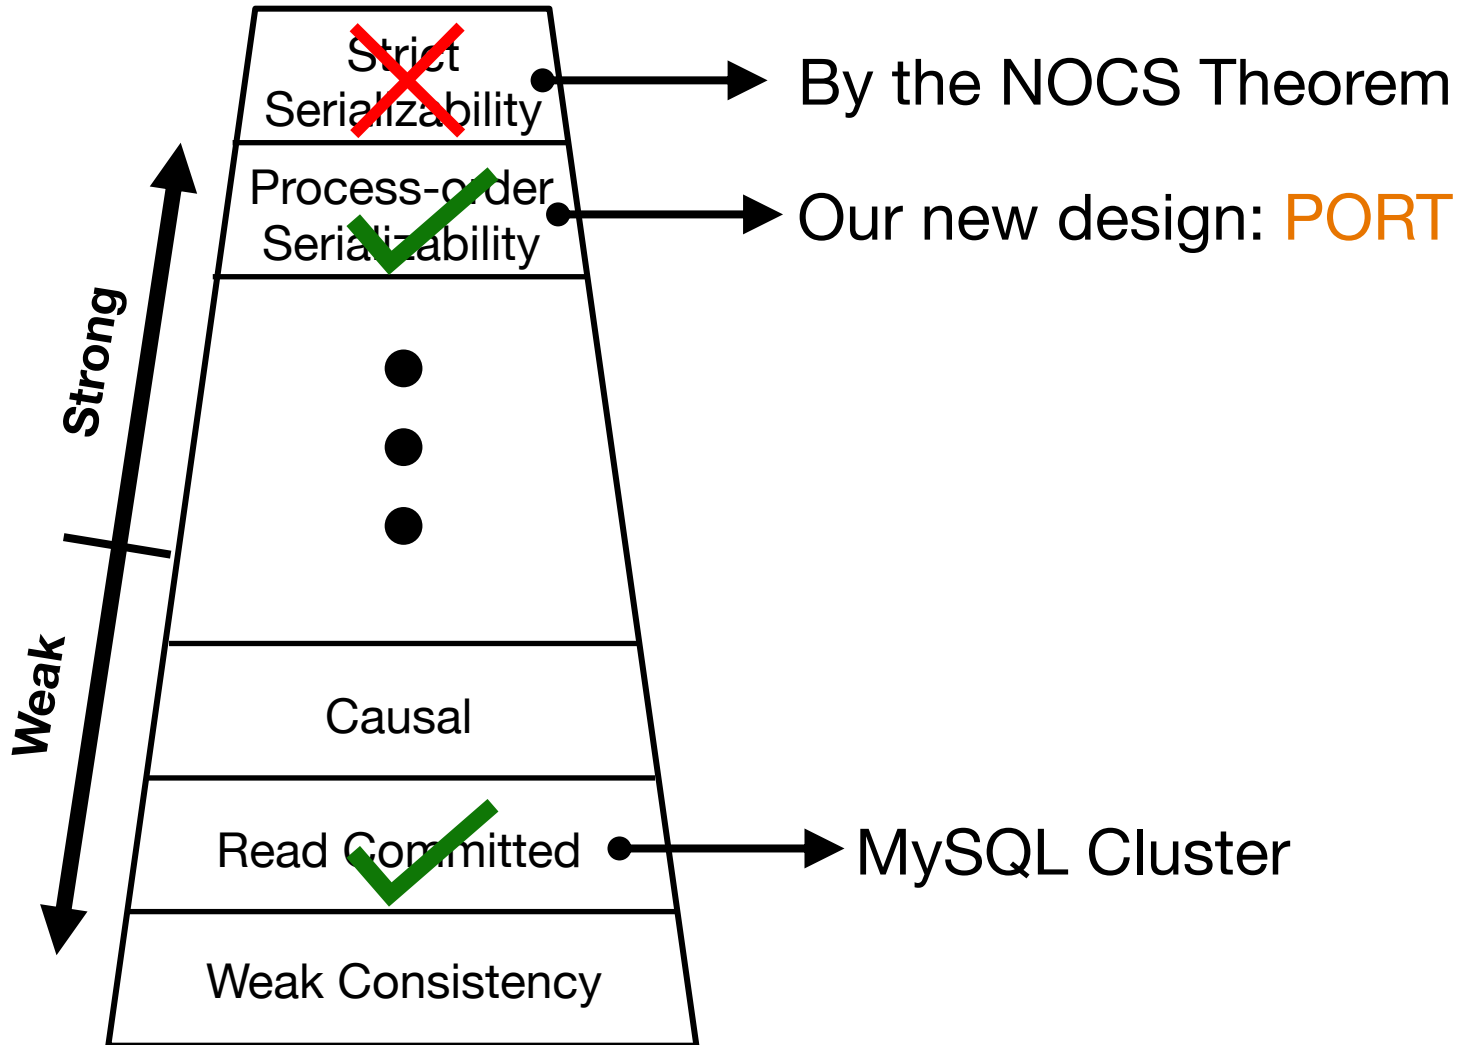 Strict
Serializability
By the NOCS Theorem
Process-order
Serializability
Our new design: PORT
Strong
Weak
Causal
Read Committed
MySQL Cluster
Weak Consistency